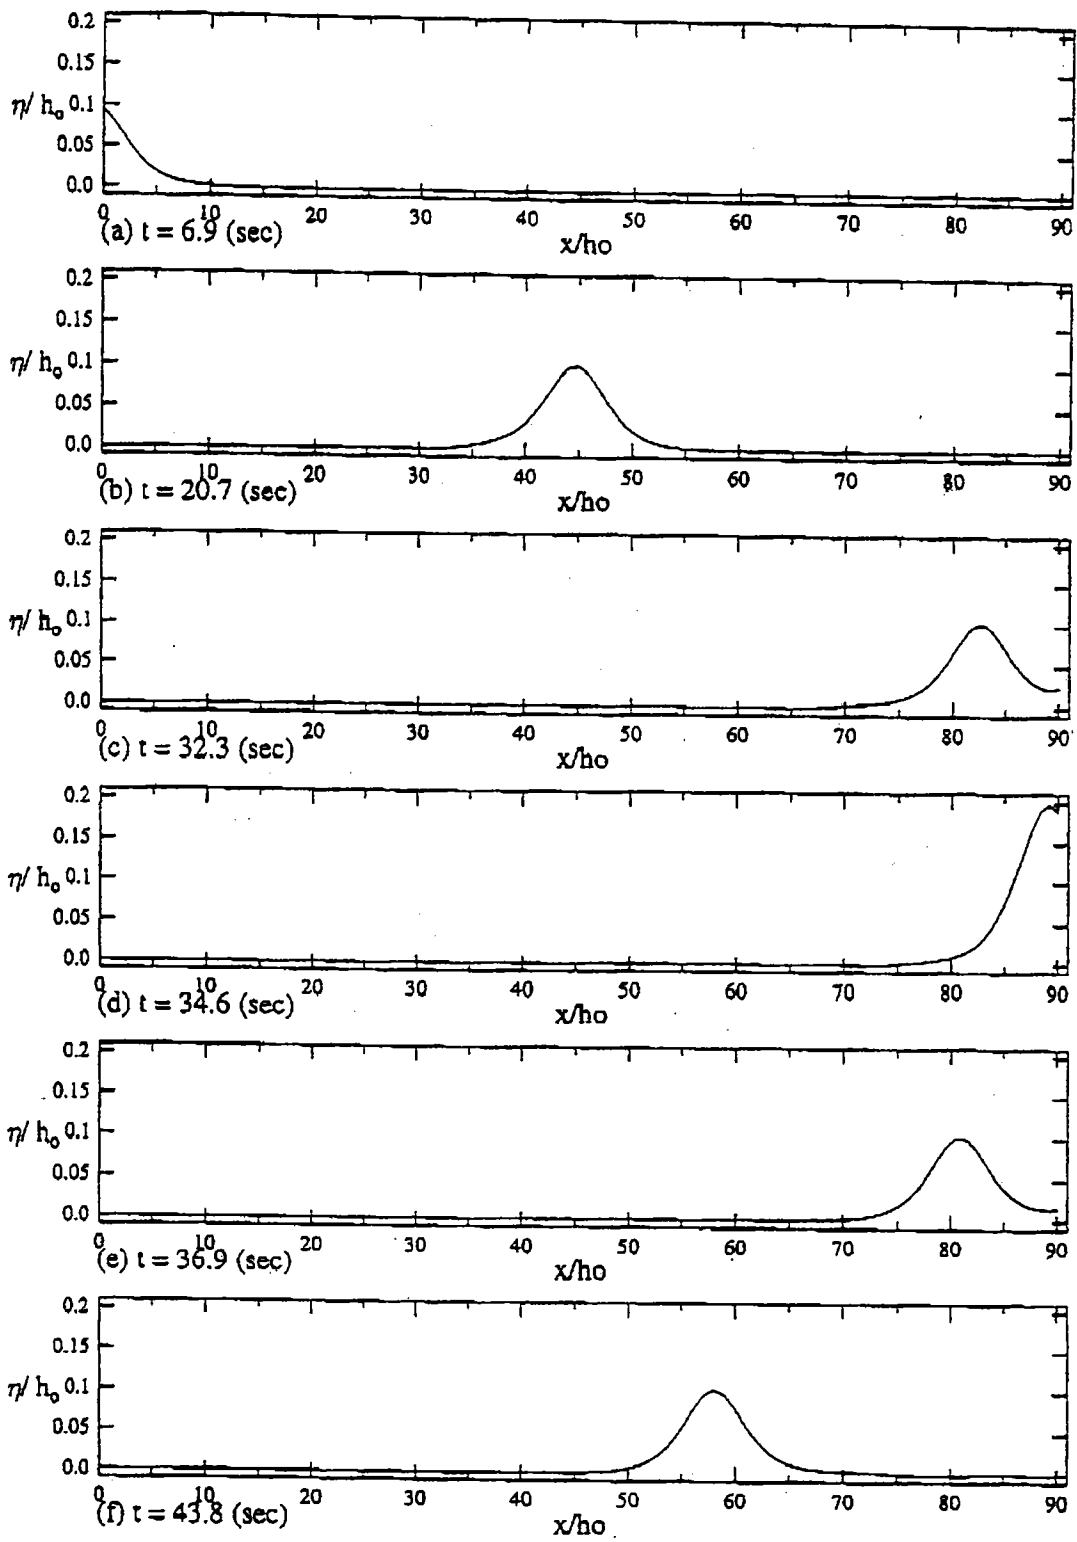 0.2
0.15
η/ h₀ 0.1
0.05
0.0
0 10 20 30 40 50 60 70 80 90
(a) t = 6.9 (sec)
x/ho
0.2
0.15
η/ h₀ 0.1
0.05
0.0
0 10 20 30 40 50 60 70 80 90
(b) t = 20.7 (sec)
x/ho
0.2
0.15
η/ h₀ 0.1
0.05
0.0
0 10 20 30 40 50 60 70 80 90
(c) t = 32.3 (sec)
x/ho
0.2
0.15
η/ h₀ 0.1
0.05
0.0
0 10 20 30 40 50 60 70 80 90
(d) t = 34.6 (sec)
x/ho
0.2
0.15
η/ h₀ 0.1
0.05
0.0
0 10 20 30 40 50 60 70 80 90
(e) t = 36.9 (sec)
x/ho
0.2
0.15
η/ h₀ 0.1
0.05
0.0
0 10 20 30 40 50 60 70 80 90
(f) t = 43.8 (sec)
x/ho